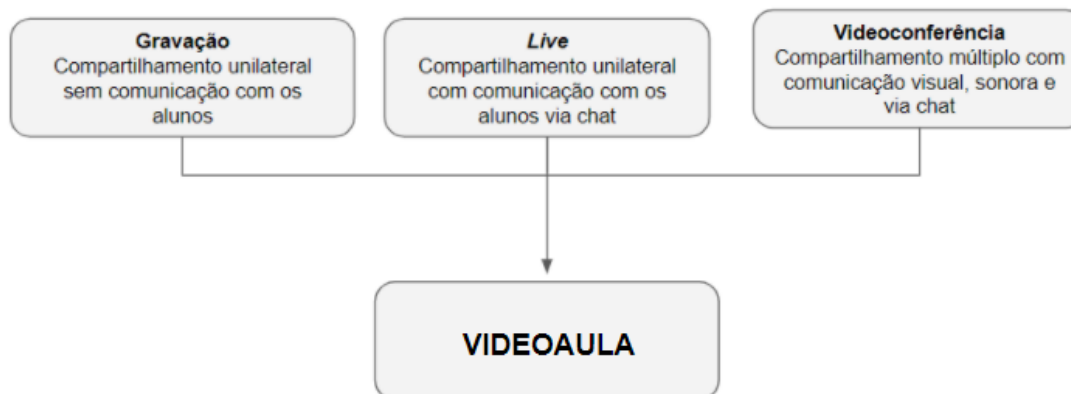 Gravação
Compartilhamento unilateral
sem comunicação com os
alunos
Live
Compartilhamento unilateral
com comunicação com os
alunos via chat
Videoconferência
Compartilhamento múltiplo com
comunicação visual, sonora e
via chat
VIDEOAULA